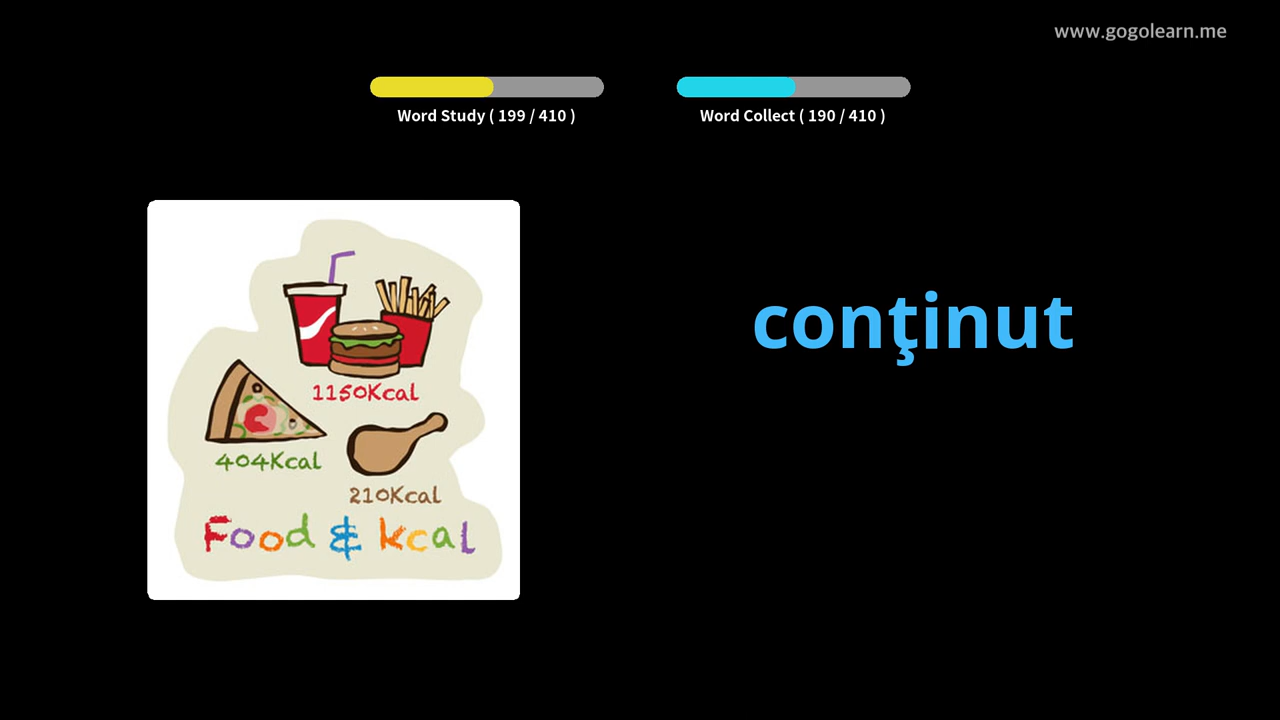 www.gogolearn.me
Word Study ( 199 / 410 )
Word Collect ( 190 / 410 )
conţinut
1150Kcal
404Kcal
210Kcal
Food & kcal